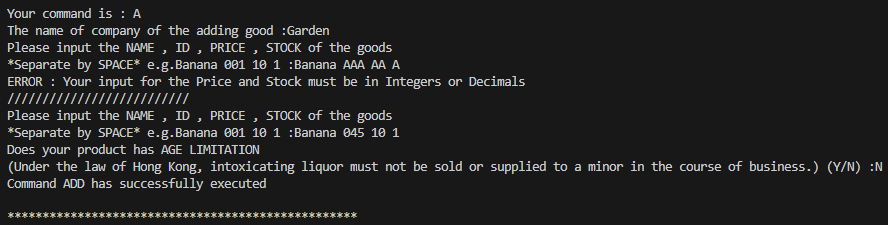 Your command is : A
The name of company of the adding good :Garden
Please input the NAME , ID , PRICE , STOCK of the goods
*Separate by SPACE* e.g.Banana 001 10 1 :Banana AAA AA A
ERROR : Your input for the Price and Stock must be in Integers or Decimals
//////////////////////////
Please input the NAME , ID , PRICE , STOCK of the goods
*Separate by SPACE* e.g.Banana 001 10 1 :Banana 045 10 1
Does your product has AGE LIMITATION
(Under the law of Hong Kong, intoxicating liquor must not be sold or supplied to a minor in the course of business.) (Y/N) :N
Command ADD has successfully executed
**************************************************